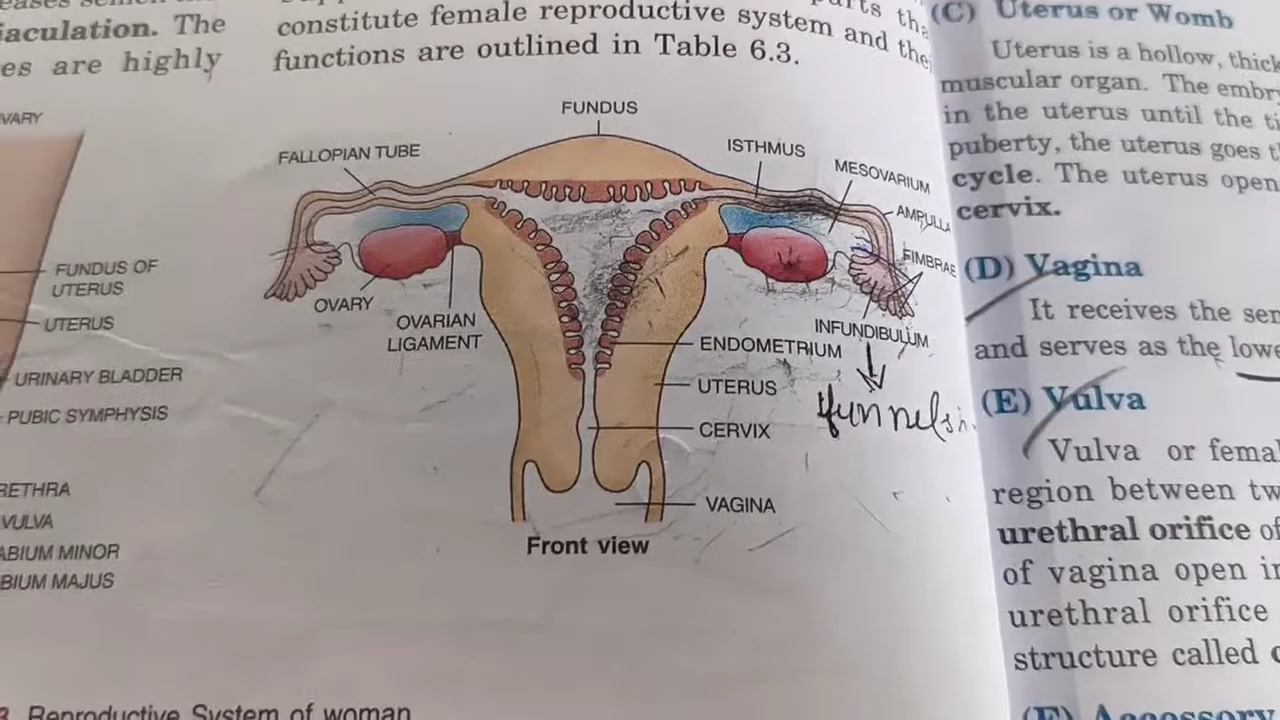 aculation. The
es are highly
constitute female reproductive system and
functions are outlined in Table 6.3.
VARY
FUNDUS OF
UTERUS
UTERUS
URINARY BLADDER
PUBIC SYMPHYSIS
RETHRA
VULVA
ABIUM MINOR
BIUM MAJUS
FUNDUS
FALLOPIAN TUBE
ISTHMUS
MESOVARIUM
AMPULLA
FIMBRAE
OVARY
OVARIAN
LIGAMENT
INFUNDIBULUM
ENDOMETRIUM
UTERUS
CERVIX
VAGINA
Front view
Reproductive System of woman
(C) Uterus or Womb
Uterus is a hollow, thick
muscular organ. The embry
in the uterus until the ti
puberty, the uterus goes th
cycle. The uterus open
cervix.
(D) Vagina
It receives the sem
and serves as the lowe
(E) Vulva
Vulva or femal
region between tw
urethral orifice of
of vagina open in
urethral orifice
structure called